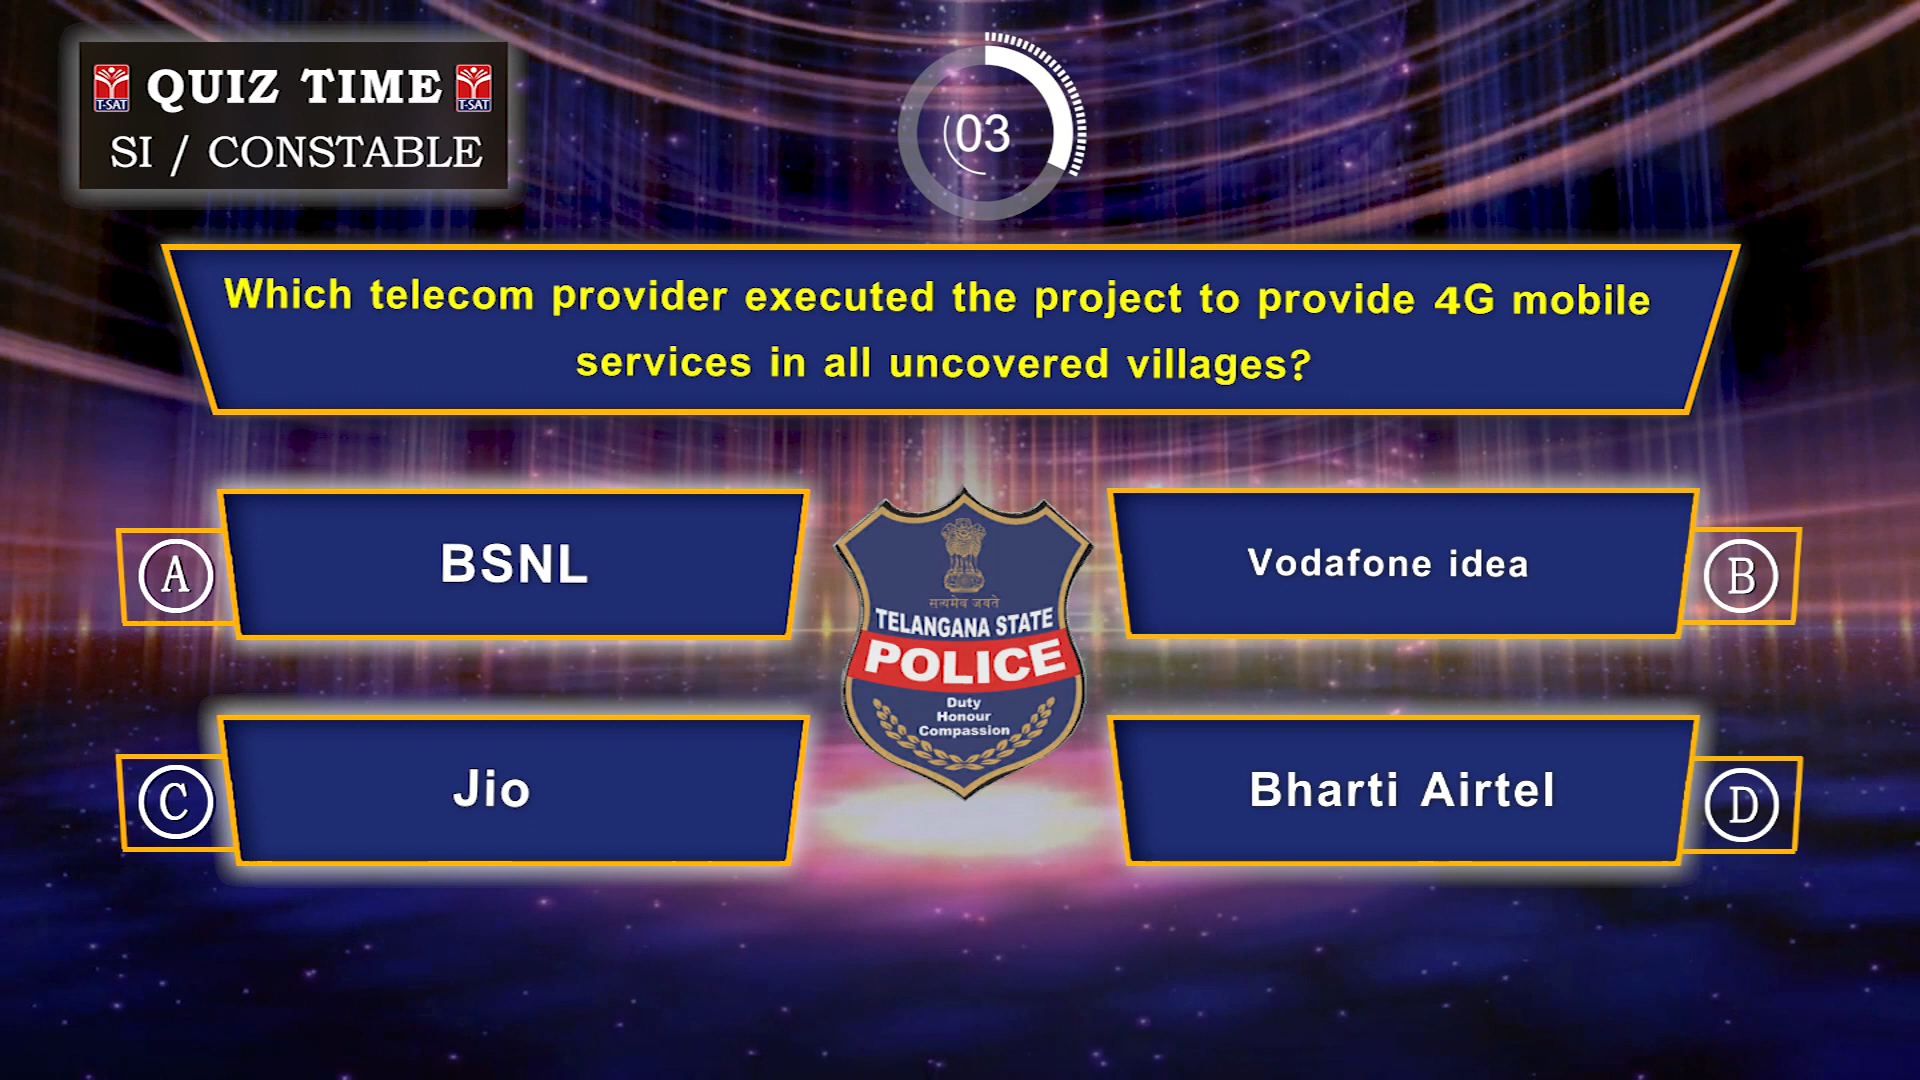 T-SAT QUIZ TIME T-SAT
SI / CONSTABLE
03
Which telecom provider executed the project to provide 4G mobile
services in all uncovered villages?
A BSNL
Vodafone idea B
सत्यमेव जयते
TELANGANA STATE
POLICE
Duty
Honour
Compassion
C Jio
Bharti Airtel D